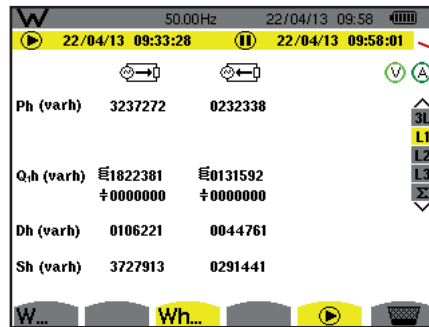 W 50.00Hz 22/04/13 09:58
22/04/13 09:33:28 22/04/13 09:58:01
V A
Ph (varh) 3237272 0232338
3L
L1
L2
Q₁h (varh) 1822381 0131592
L3
÷0000000 ÷0000000
Σ
Dh (varh) 0106221 0044761
Sh (varh) 3727913 0291441
W... Wh...